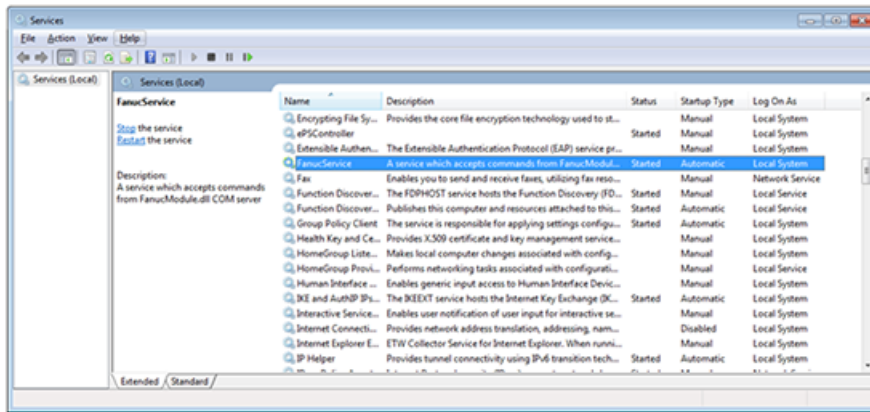 Services
File Action View Help
Services (Local)
Services (Local)
FanucService
Stop the service
Restart the service
Description:
A service which accepts commands
from FanucModule.dll COM server
Name Description Status Startup Type Log On As
Encrypting File Sy... Provides the core file encryption technology used to st... Manual Local System
ePSController Started Manual Local System
Extensible Authen... The Extensible Authentication Protocol (EAP) service pr... Manual Local System
FanucService A service which accepts commands from FanucModul... Started Automatic Local System
Fax Enables you to send and receive faxes, utilizing fax reso... Manual Network Service
Function Discover... The FDPHOST service hosts the Function Discovery (FD... Started Manual Local Service
Function Discover... Publishes this computer and resources attached to this... Started Automatic Local Service
Group Policy Client The service is responsible for applying settings configu... Started Automatic Local System
Health Key and Ce... Provides X.509 certificate and key management service... Manual Local System
HomeGroup Liste... Makes local computer changes associated with config... Manual Local System
HomeGroup Provi... Performs networking tasks associated with configurati... Manual Local Service
Human Interface ... Enables generic input access to Human Interface Devic... Manual Local System
IKE and AuthIP IPs... The IKEEXT service hosts the Internet Key Exchange (IK... Started Automatic Local System
Interactive Service... Enables user notification of user input for interactive se... Manual Local System
Internet Connecti... Provides network address translation, addressing, nam... Disabled Local System
Internet Explorer E... ETW Collector Service for Internet Explorer. When runni... Manual Local System
IP Helper Provides tunnel connectivity using IPv6 transition tech... Started Automatic Local System
Extended Standard